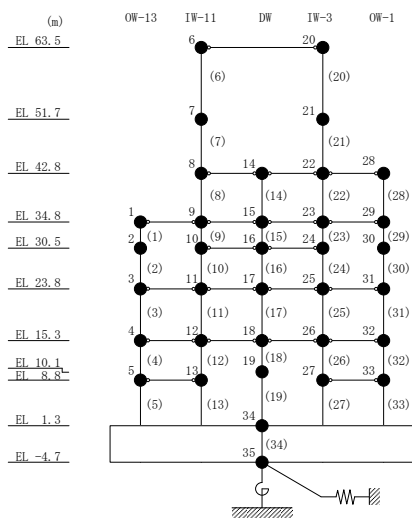 (m) OW-13 IW-11 DW IW-3 OW-1
EL 63.5 6 20
(6) (20)
EL 51.7 7 21
(7) (21)
EL 42.8 8 14 22 28
(8) (14) (22) (28)
EL 34.8 1 9 15 23 29
(1) (9) (15) (23) (29)
EL 30.5 2 10 16 24 30
(2) (10) (16) (24) (30)
EL 23.8 3 11 17 25 31
(3) (11) (17) (25) (31)
EL 15.3 4 12 18 26 32
(4) (12) (18) (26) (32)
EL 10.1 19
EL 8.8 5 13 27 33
(5) (13) (19) (27) (33)
EL 1.3 34
(34)
EL -4.7 35